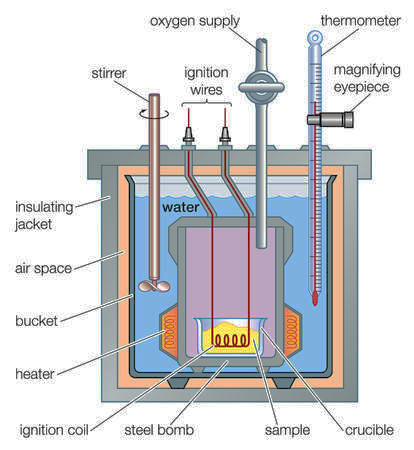 oxygen supply
thermometer
stirrer
ignition
wires
magnifying
eyepiece
water
insulating
jacket
air space
bucket
heater
ignition coil
steel bomb
sample
crucible